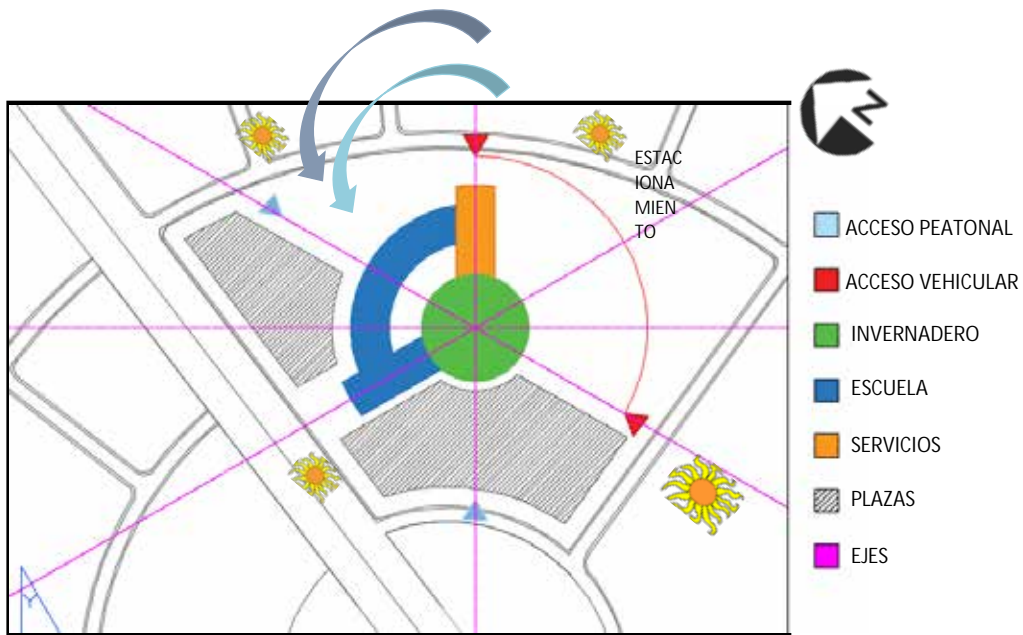 ESTAC
IONA
MIEN
TO
N
ACCESO PEATONAL
ACCESO VEHICULAR
INVERNADERO
ESCUELA
SERVICIOS
PLAZAS
EJES